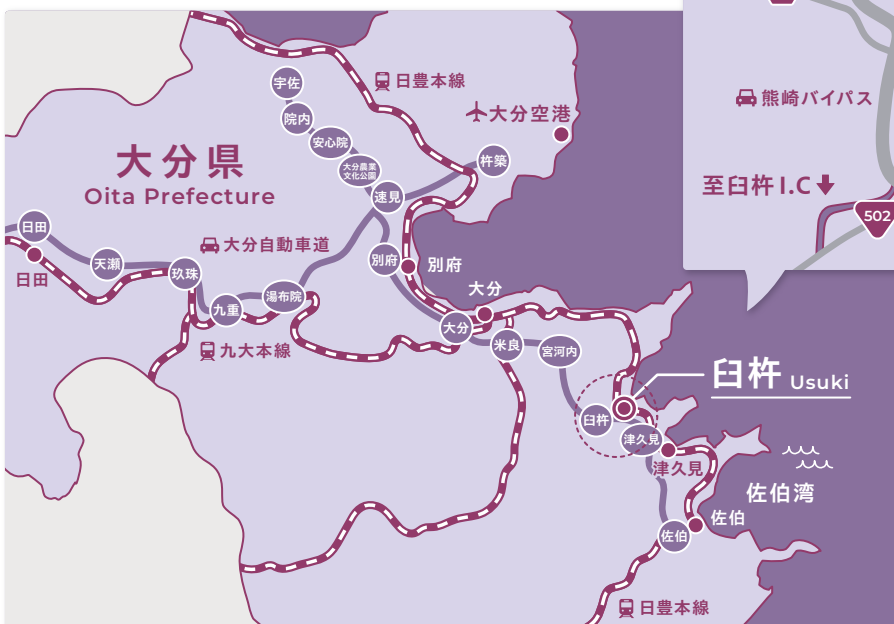 日豊本線
熊崎バイパス
宇佐
院内
大分空港
安心院
大分県
Oita Prefecture
大分農業
文化公園
杵築
至臼杵I.C
速見
502
日田
大分自動車道
天瀬
別府
別府
日田
玖珠
大分
湯布院
九重
大分
九大本線
米良
宮河内
臼杵 Usuki
臼杵
津久見
津久見
佐伯湾
佐伯
佐伯
日豊本線